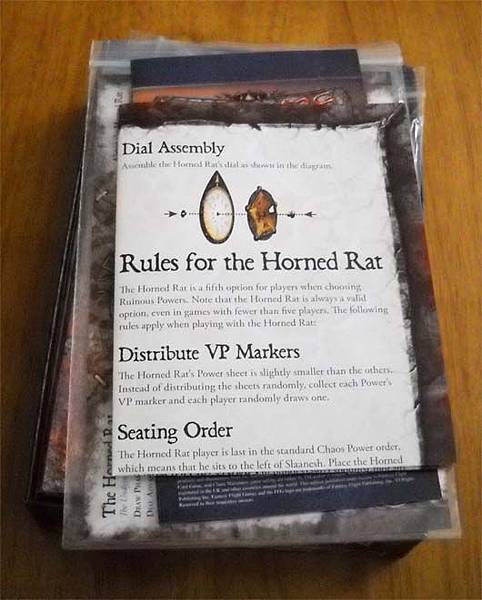 Dial Assembly
Assemble the Horned Rat's dial as shown in the diagram.
Rules for the Horned Rat
The Horned Rat is a fifth option for players when choosing
Ruinous Powers. Note that the Horned Rat is always a valid
option, even in games with fewer than five players. The following
rules apply when playing with the Horned Rat:
Distribute VP Markers
The Horned Rat's Power sheet is slightly smaller than the others.
Instead of distributing the sheets randomly, collect each Power's
VP marker and each player randomly draws one.
Seating Order
The Horned Rat player is last in the standard Chaos Power order,
which means that he sits to the left of Slaanesh. Place the Horned
The Horned Rat
Draw